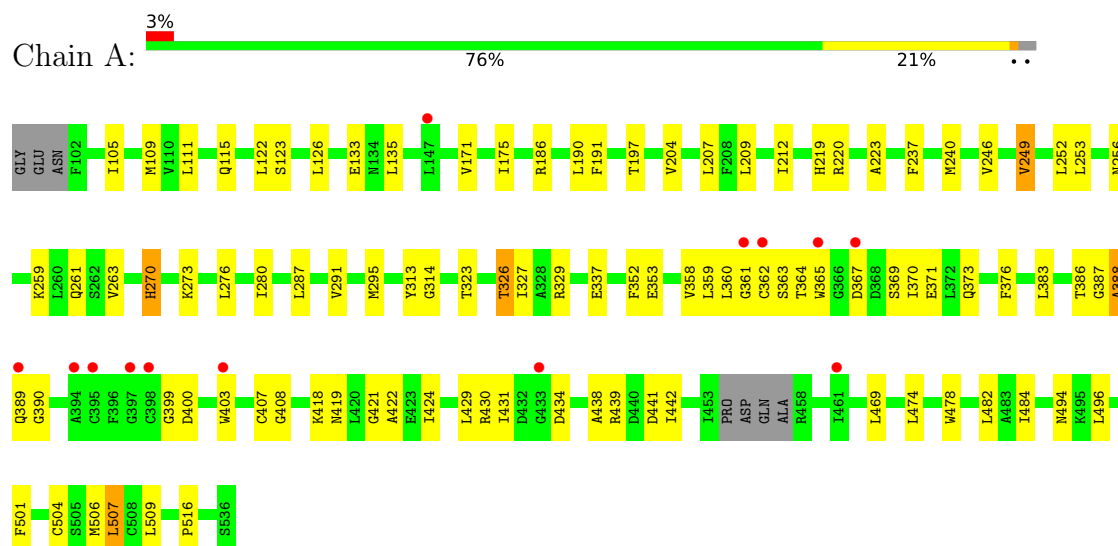 3%
Chain A:
76% 21% • •
GLY GLU ASN F102 I105 M109 V110 L111 Q115 L122 S123 L126 E133 N134 L135 L147 V171 I175 R186 L190 F191 T197 V204 L207 F208 L209 I212 H219 R220 A223 F237 M240 V246 V249 L252 L253 N256
K259 L260 Q261 S262 V263 H270 K273 L276 I280 L287 V291 M295 Y313 G314 T323 T326 I327 A328 R329 E337 F352 E353 V358 L359 L360 G361 C362 S363 T364 W365 G366 D367 D368 S369 I370 E371 L372 Q373 F376 L383 T386 G387 A388
Q389 G390 A394 C395 F396 G397 C398 G399 D400 W403 C407 G408 K418 N419 L420 G421 A422 E423 I424 L429 R430 I431 D432 G433 D434 A438 R439 D440 D441 I442 I453 PRO ASP GLN ALA R458 I461 L469 L474 W478 L482 A483 I484 N494 K495 L496
F501 C504 S505 M506 L507 C508 L509 P516 S536